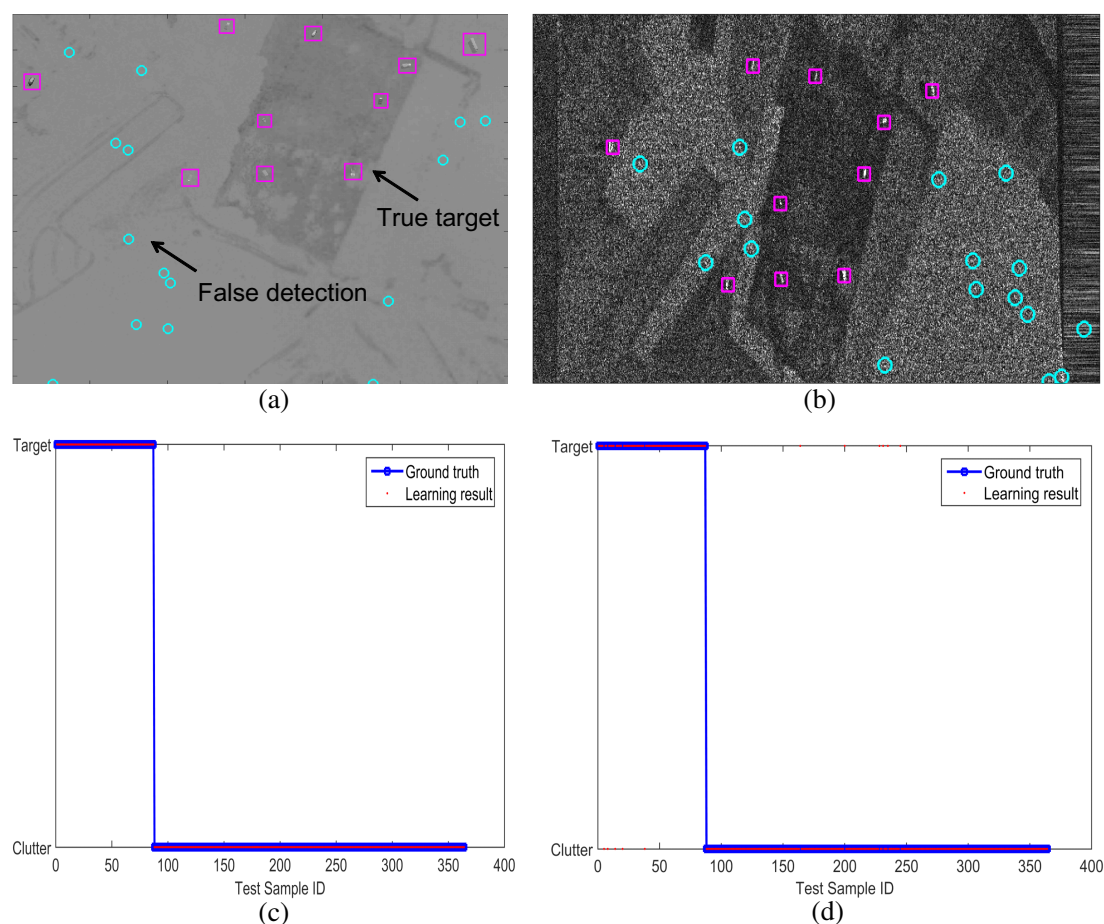 True target
False detection
(a)
(b)
Target
Ground truth
Learning result
Clutter
0 50 100 150 200 250 300 350 400
Test Sample ID
(c)
Target
Ground truth
Learning result
Clutter
0 50 100 150 200 250 300 350 400
Test Sample ID
(d)